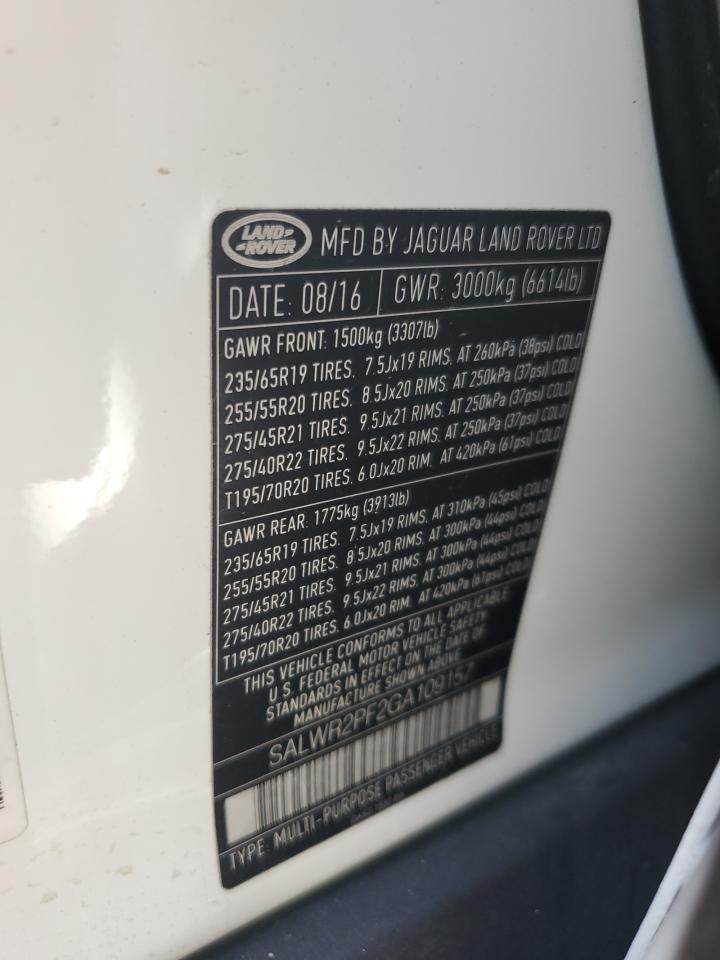 LAND ROVER
MFD BY JAGUAR LAND ROVER LTD
DATE: 08/16
GWR: 3000kg (6614lb)
GAWR FRONT: 1500kg (3307lb)
235/65R19 TIRES. 7.5Jx19 RIMS. AT 260kPa (38psi) COLD
255/55R20 TIRES. 8.5Jx20 RIMS. AT 250kPa (37psi) COLD
275/45R21 TIRES. 9.5Jx21 RIMS. AT 250kPa (37psi) COLD
275/40R22 TIRES. 9.5Jx22 RIMS. AT 250kPa (37psi) COLD
T195/70R20 TIRES. 6.0Jx20 RIM. AT 420kPa (61psi) COLD
GAWR REAR: 1775kg (3913lb)
235/65R19 TIRES. 7.5Jx19 RIMS. AT 310kPa (45psi) COLD
255/55R20 TIRES. 8.5Jx20 RIMS. AT 300kPa (44psi) COLD
275/45R21 TIRES. 9.5Jx21 RIMS. AT 300kPa (44psi) COLD
275/40R22 TIRES. 9.5Jx22 RIMS. AT 300kPa (44psi) COLD
T195/70R20 TIRES. 6.0Jx20 RIM. AT 420kPa (61psi) COLD
THIS VEHICLE CONFORMS TO ALL APPLICABLE
U.S. FEDERAL MOTOR VEHICLE SAFETY
STANDARDS IN EFFECT ON THE DATE OF
MANUFACTURE SHOWN ABOVE.
SALWR2PF2GA109157
TYPE: MULTI-PURPOSE PASSENGER VEHICLE